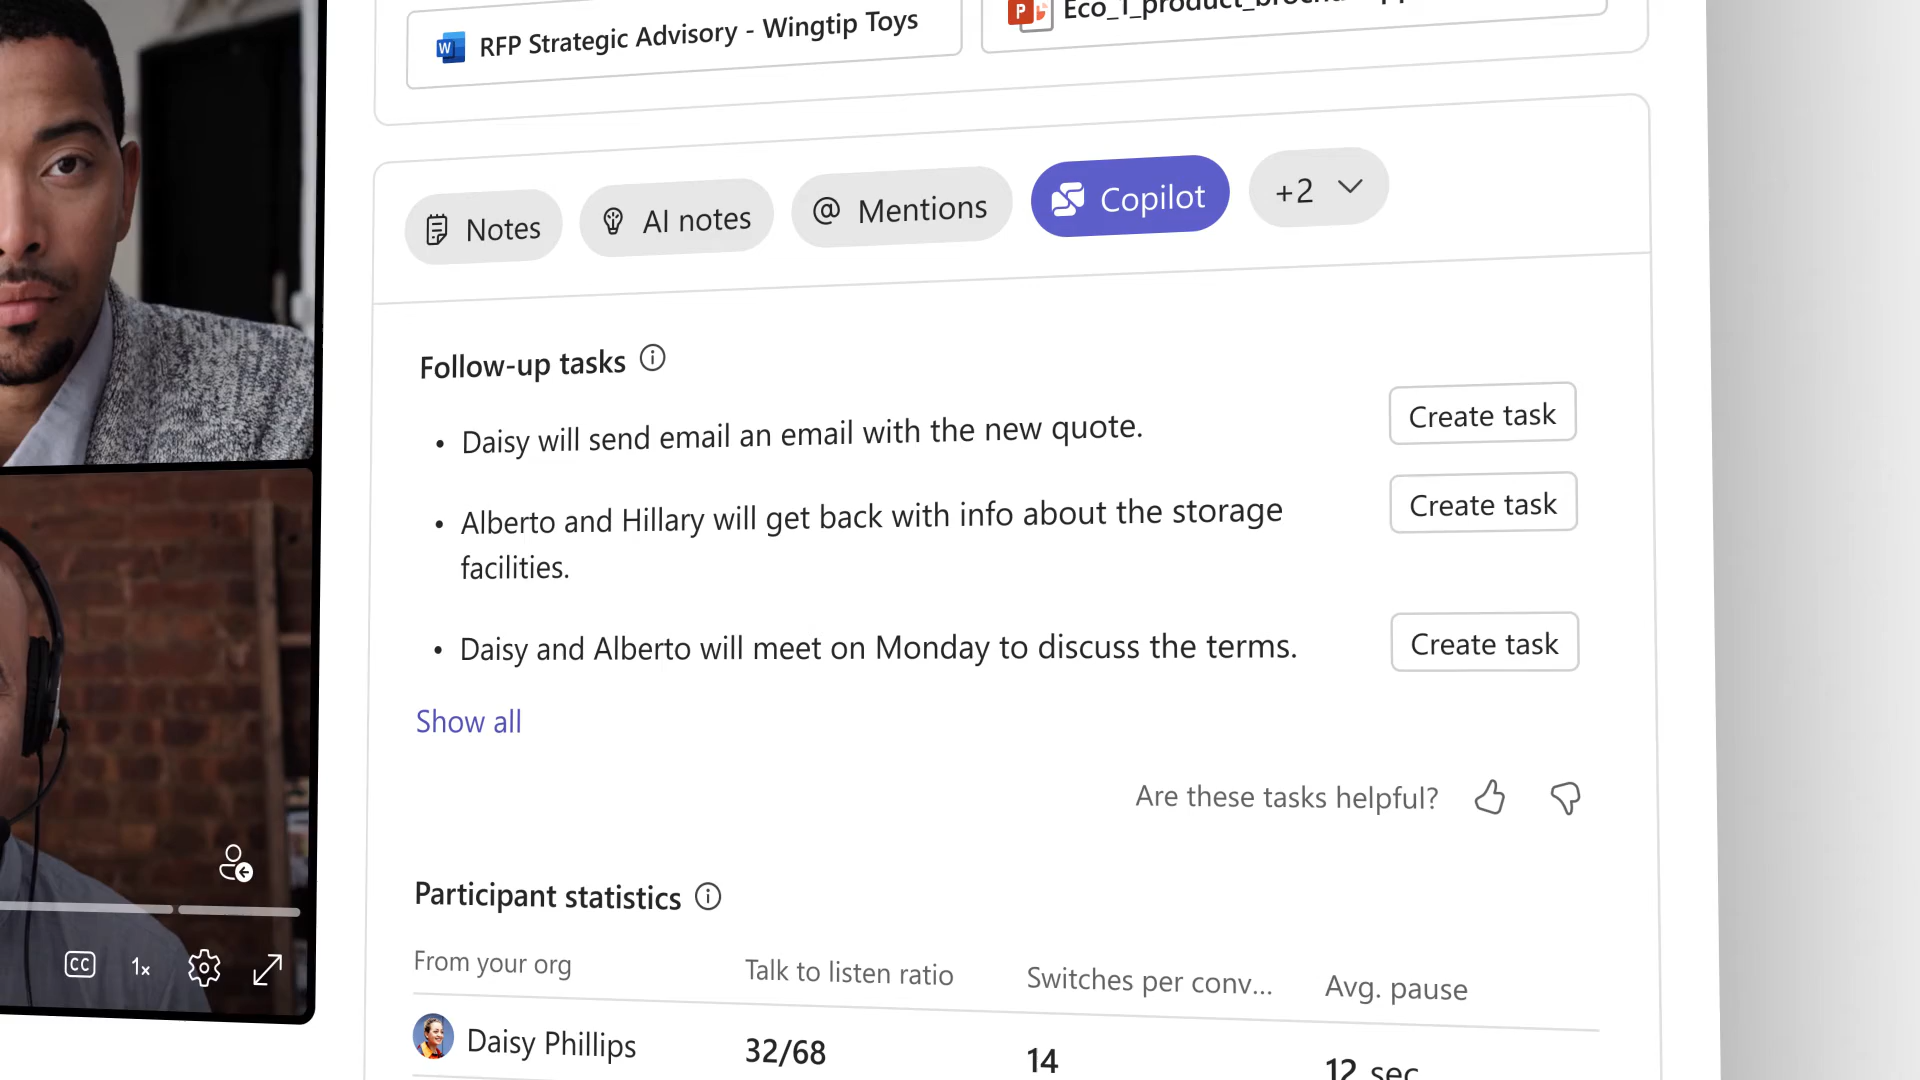 RFP Strategic Advisory - Wingtip Toys
Notes
AI notes
@ Mentions
Copilot
+2
Follow-up tasks
• Daisy will send email an email with the new quote.
Create task
• Alberto and Hillary will get back with info about the storage
facilities.
Create task
• Daisy and Alberto will meet on Monday to discuss the terms.
Create task
Show all
Are these tasks helpful?
Participant statistics
From your org
Talk to listen ratio
Switches per conv...
Avg. pause
Daisy Phillips
32/68
14
12 sec
CC
1x